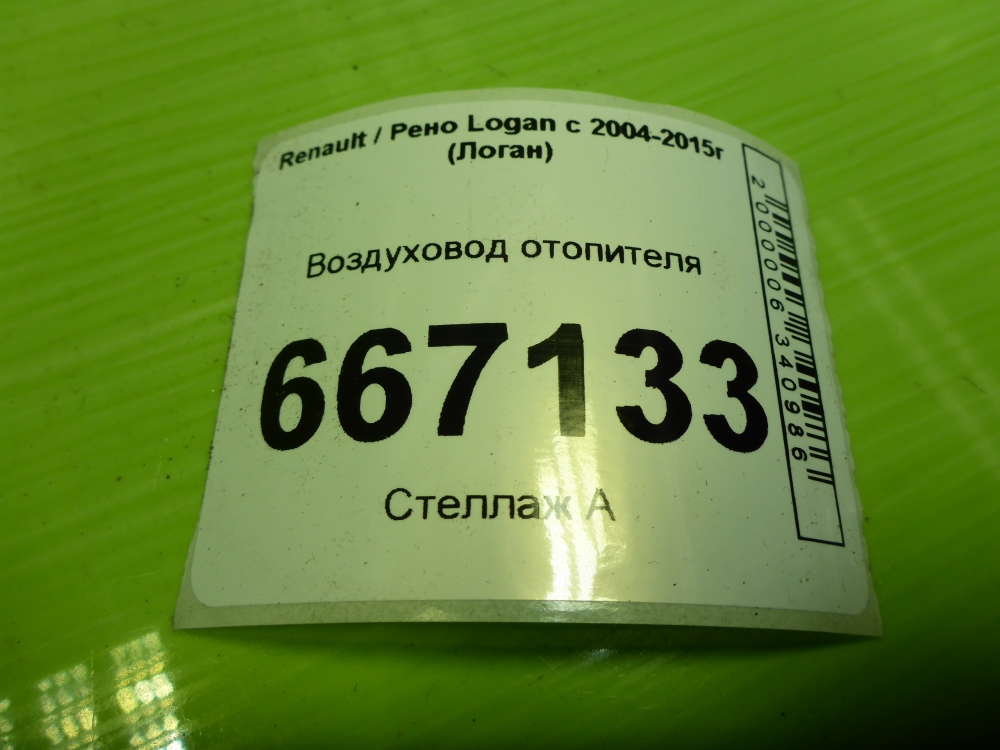 Renault / Рено Logan с 2004-2015г
(Логан)
Воздуховод отопителя
667133
Стеллаж А
2000006340986